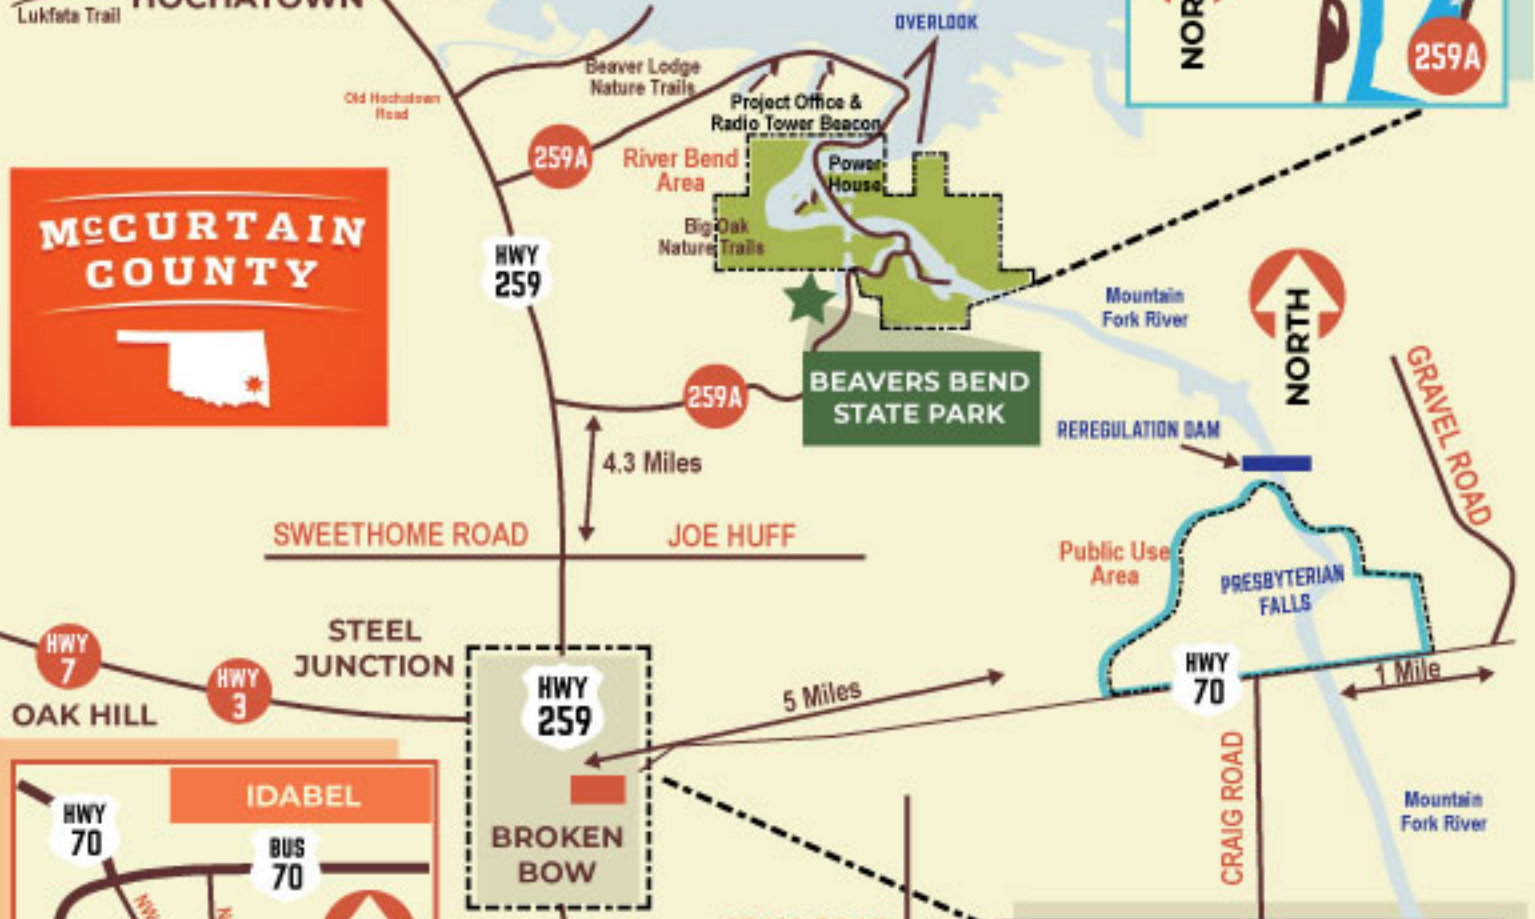 Lukfata Trail
HOCHATOWN
OVERLOOK
NORTH
259A
Beaver Lodge
Nature Trails
Old Hochatown
Road
Project Office &
Radio Tower Beacon
259A
River Bend
Area
Power
House
McCURTAIN
COUNTY
Big Oak
Nature Trails
HWY
259
Mountain
Fork River
NORTH
GRAVEL ROAD
BEAVERS BEND
STATE PARK
259A
REREGULATION DAM
4.3 Miles
SWEETHOME ROAD
JOE HUFF
Public Use
Area
PRESBYTERIAN
FALLS
STEEL
JUNCTION
HWY
7
HWY
3
OAK HILL
HWY
259
5 Miles
HWY
70
1 Mile
CRAIG ROAD
Mountain
Fork River
BROKEN
BOW
IDABEL
HWY
70
BUS
70
NW